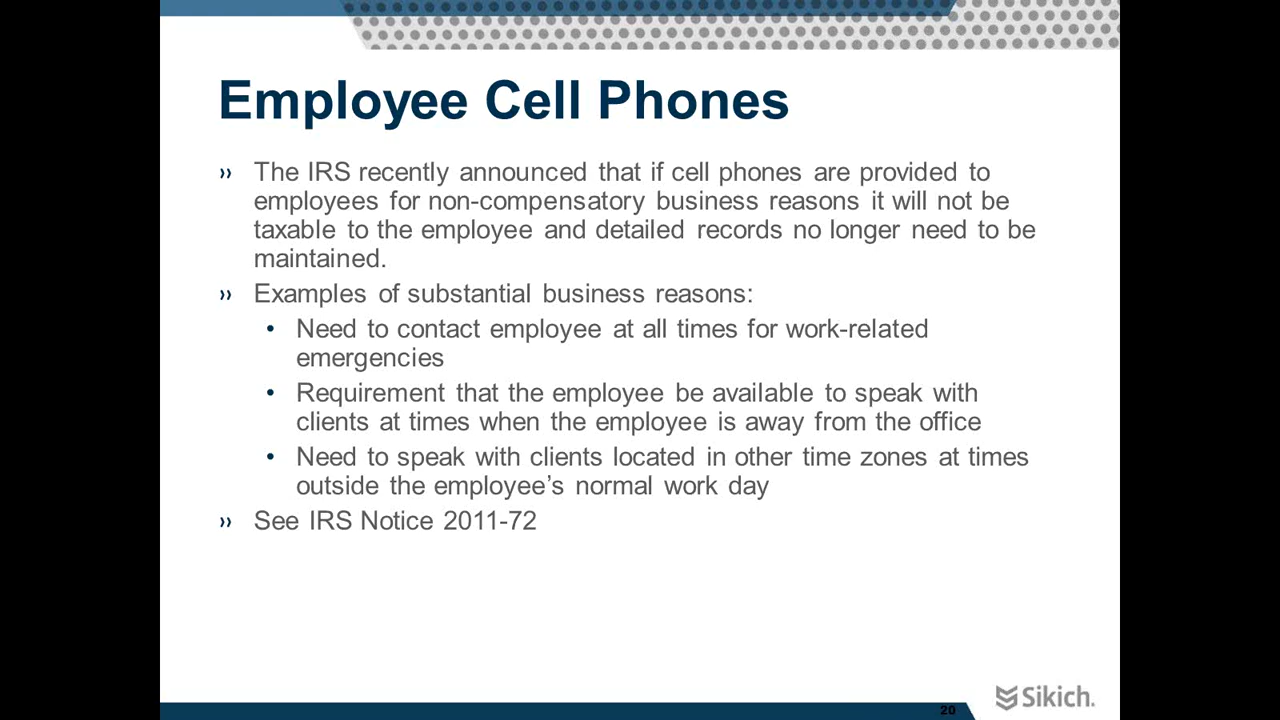 Employee Cell Phones
›› The IRS recently announced that if cell phones are provided to
employees for non-compensatory business reasons it will not be
taxable to the employee and detailed records no longer need to be
maintained.
›› Examples of substantial business reasons:
• Need to contact employee at all times for work-related
emergencies
• Requirement that the employee be available to speak with
clients at times when the employee is away from the office
• Need to speak with clients located in other time zones at times
outside the employee’s normal work day
›› See IRS Notice 2011-72
20
Sikich.